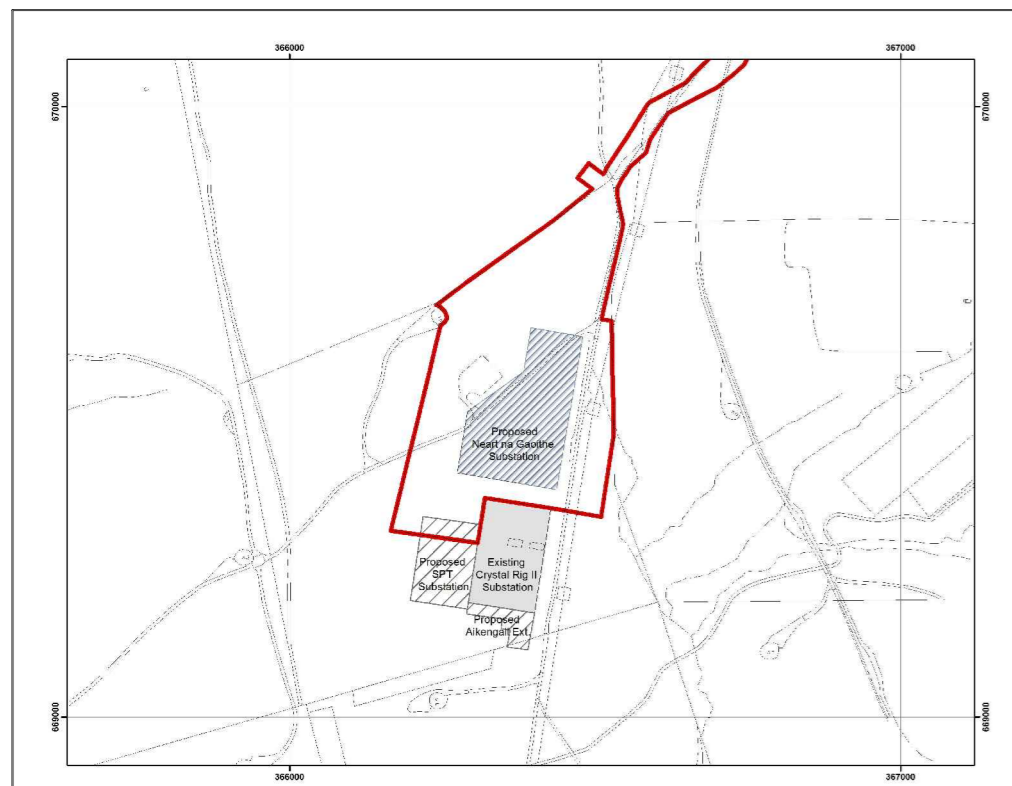 366000
367000
670000
670000
Proposed
Neart na Gaoithe
Substation
Proposed
SPT
Substation
Existing
Crystal Rig II
Substation
Proposed
Aikengall Ext.
669000
669000
366000
367000